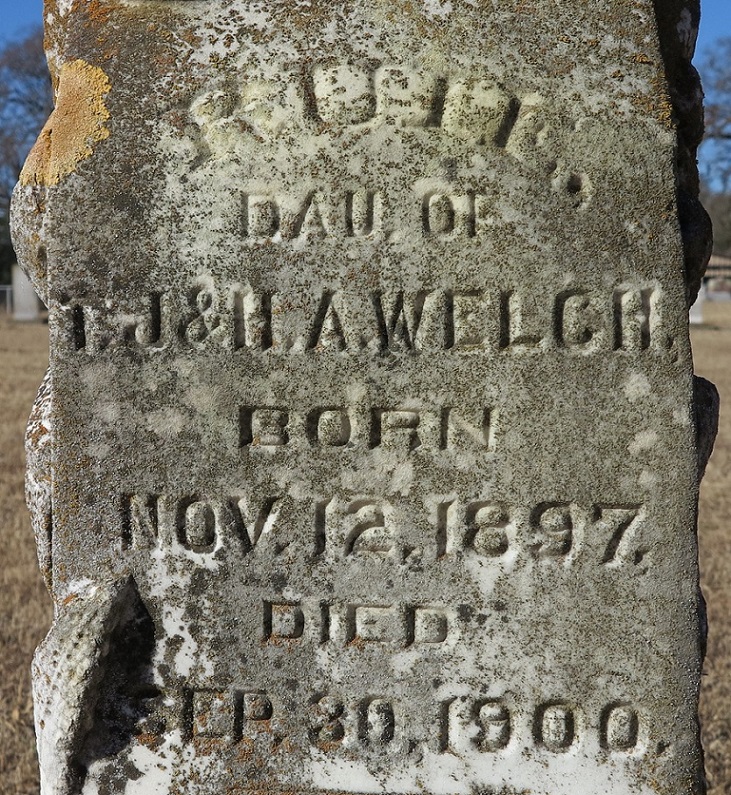 DAU. OF
T. J & H. A. WELCH.
BORN
NOV. 12, 1897.
DIED
SEP. 30, 1900.